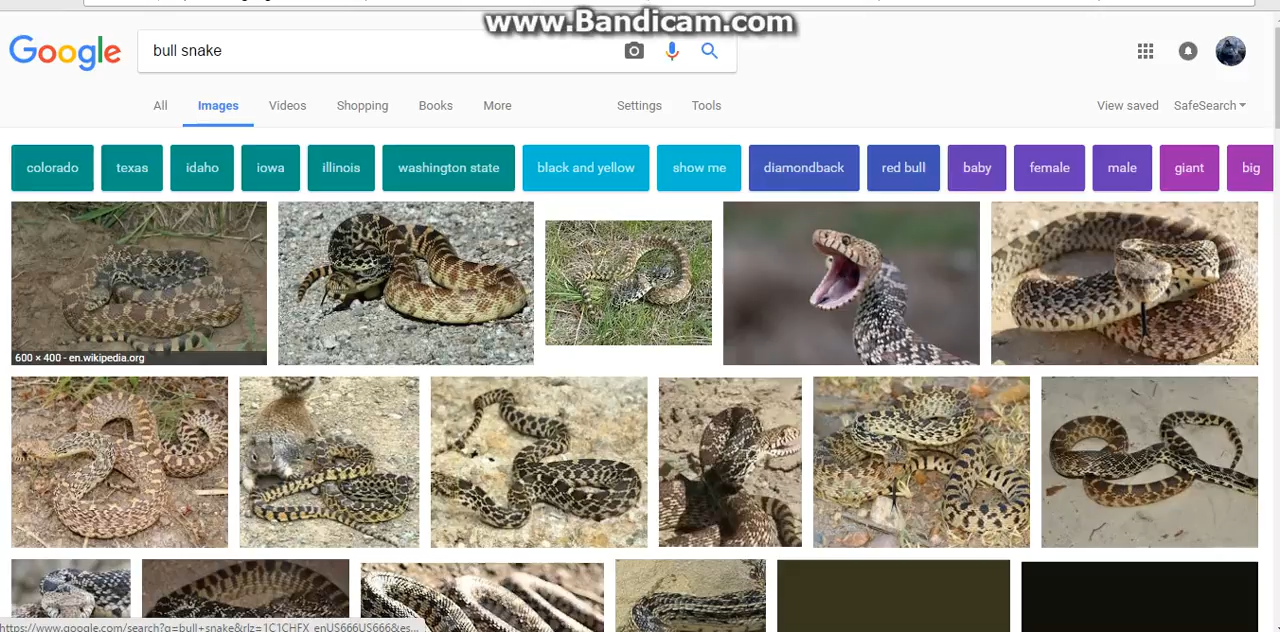 www.Bandicam.com
Google
bull snake
All Images Videos Shopping Books More Settings Tools View saved SafeSearch
colorado texas idaho iowa illinois washington state black and yellow show me diamondback red bull baby female male giant big
600 × 400 - en.wikipedia.org
https://www.google.com/search?q=bull+snake&rlz=1C1CHFX_enUS666US666&es...